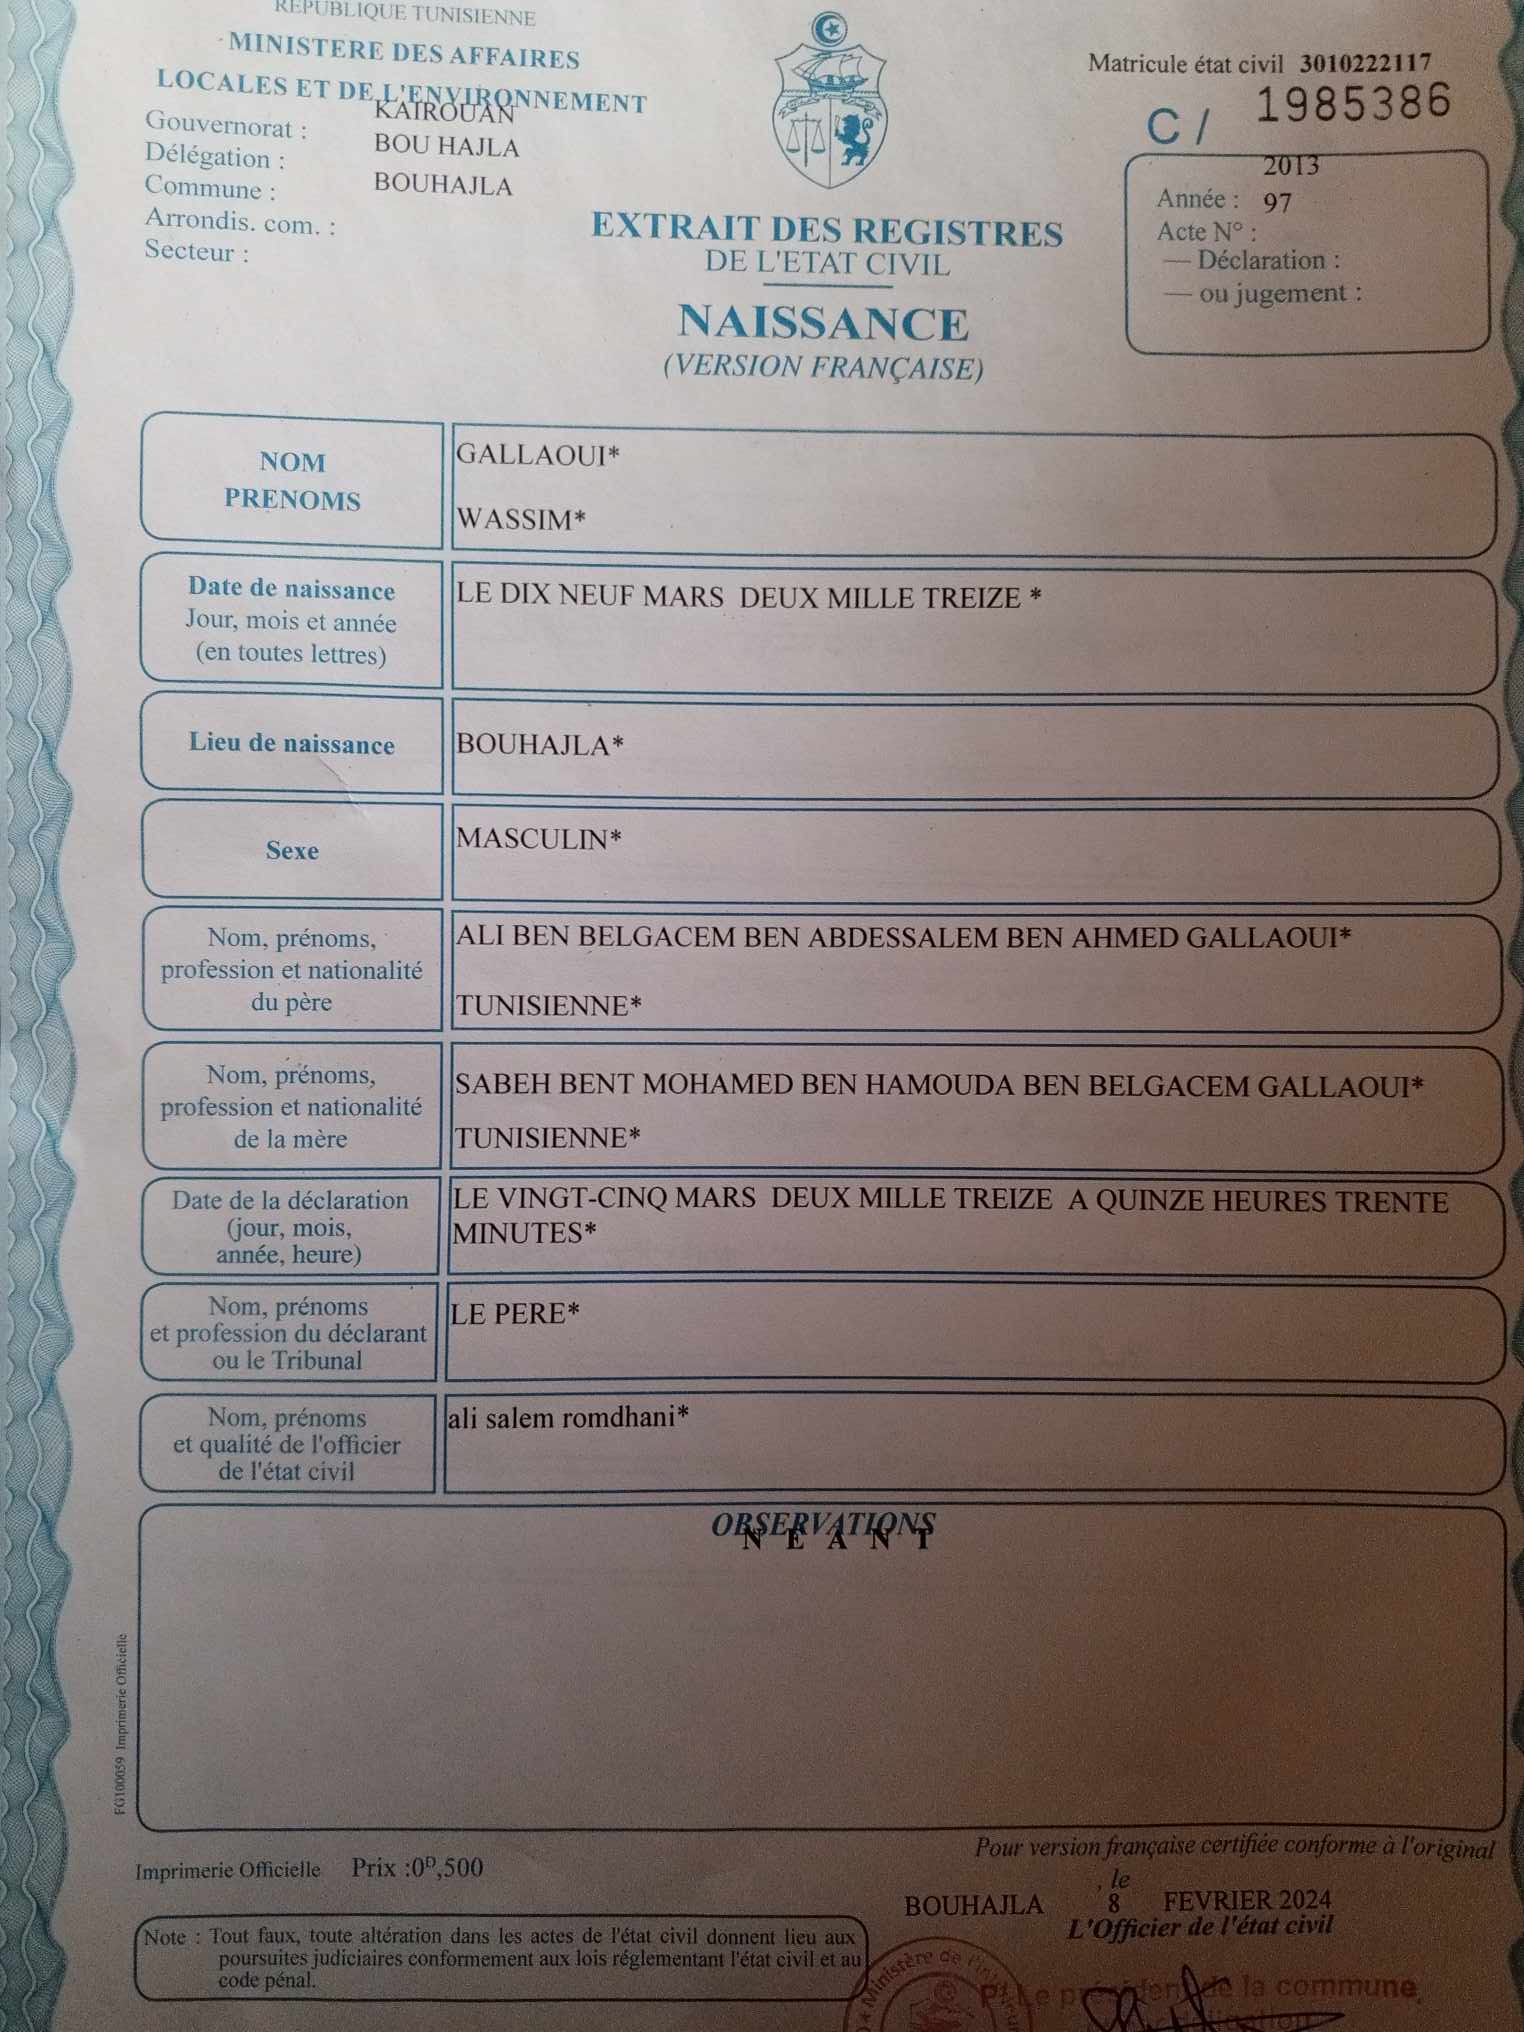 REPUBLIQUE TUNISIENNE
MINISTERE DES AFFAIRES
LOCALES ET DE L'ENVIRONNEMENT
Gouvernorat : KAIROUAN
Délégation : BOU HAJLA
Commune : BOUHAJLA
Arrondis. com. :
Secteur :
Matricule état civil 3010222117
C / 1985386
2013
Année : 97
Acte N° :
— Déclaration :
— ou jugement :
EXTRAIT DES REGISTRES
DE L'ETAT CIVIL
NAISSANCE
(VERSION FRANÇAISE)
NOM
PRENOMS
GALLAOUI*
WASSIM*
Date de naissance
Jour, mois et année
(en toutes lettres)
LE DIX NEUF MARS DEUX MILLE TREIZE *
Lieu de naissance
BOUHAJLA*
Sexe
MASCULIN*
Nom, prénoms,
profession et nationalité
du père
ALI BEN BELGACEM BEN ABDESSALEM BEN AHMED GALLAOUI*
TUNISIENNE*
Nom, prénoms,
profession et nationalité
de la mère
SABEH BENT MOHAMED BEN HAMOUDA BEN BELGACEM GALLAOUI*
TUNISIENNE*
Date de la déclaration
(jour, mois,
année, heure)
LE VINGT-CINQ MARS DEUX MILLE TREIZE A QUINZE HEURES TRENTE
MINUTES*
Nom, prénoms
et profession du déclarant
ou le Tribunal
LE PERE*
Nom, prénoms
et qualité de l'officier
de l'état civil
ali salem romdhani*
OBSERVATIONS
N E A N T
FG100059 Imprimerie Officielle
Pour version française certifiée conforme à l'original
Imprimerie Officielle Prix :0ᴰ,500
, le
BOUHAJLA 8 FEVRIER 2024
L'Officier de l'état civil
Note : Tout faux, toute altération dans les actes de l'état civil donnent lieu aux
poursuites judiciaires conformement aux lois réglementant l'état civil et au
code pénal.
Ministère de l'
Le président de la commune